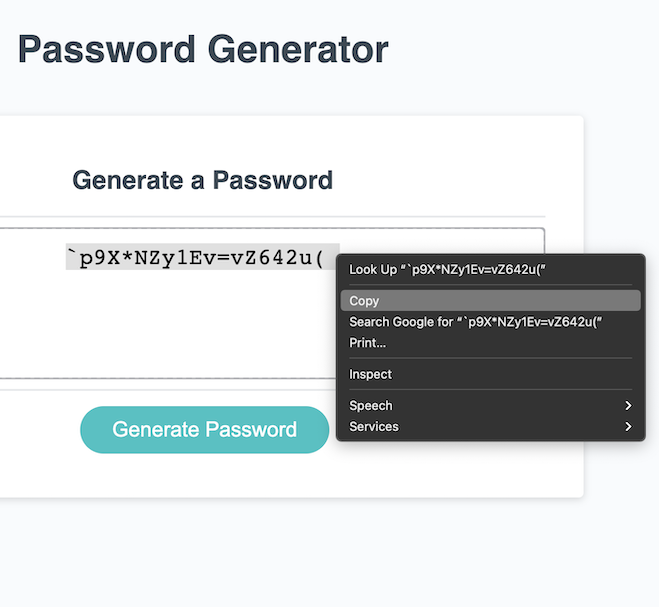 Password Generator
Generate a Password
`p9X*NZy1Ev=vZ642u(
Look Up “`p9X*NZy1Ev=vZ642u(”
Copy
Search Google for “`p9X*NZy1Ev=vZ642u(”
Print...
Inspect
Generate Password
Speech
Services